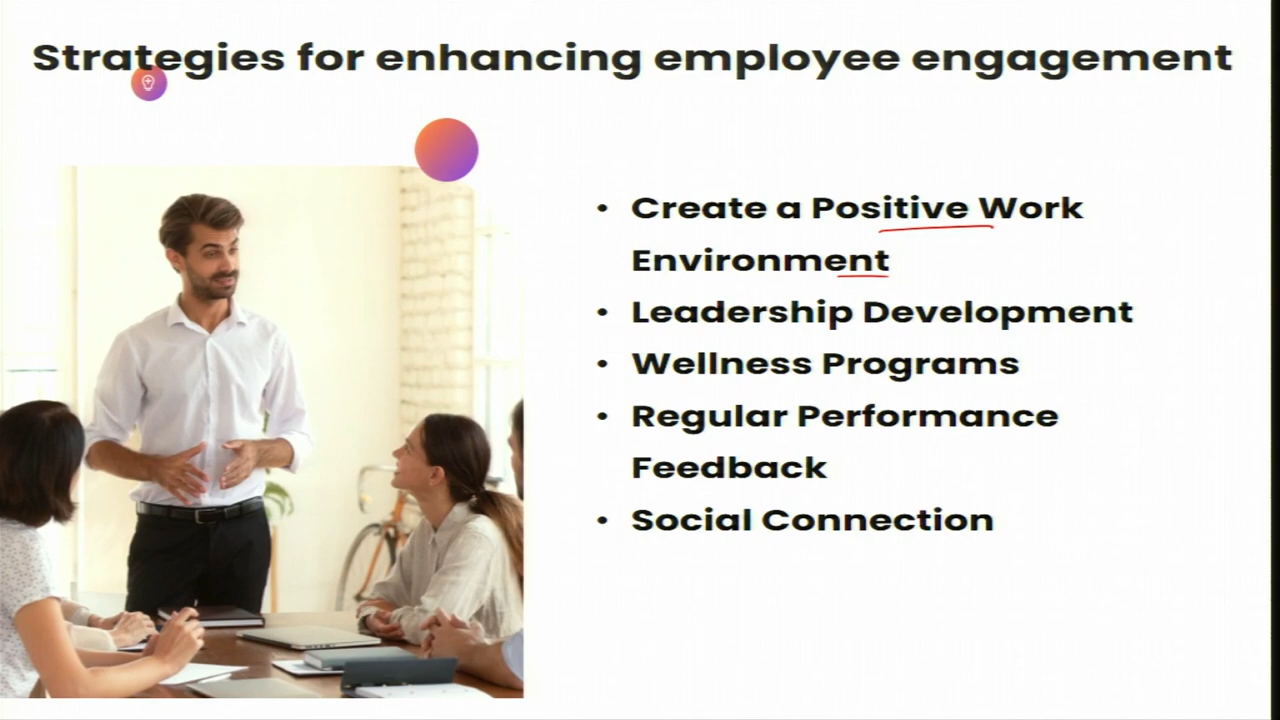 Strategies for enhancing employee engagement
• Create a Positive Work
Environment
• Leadership Development
• Wellness Programs
• Regular Performance
Feedback
• Social Connection